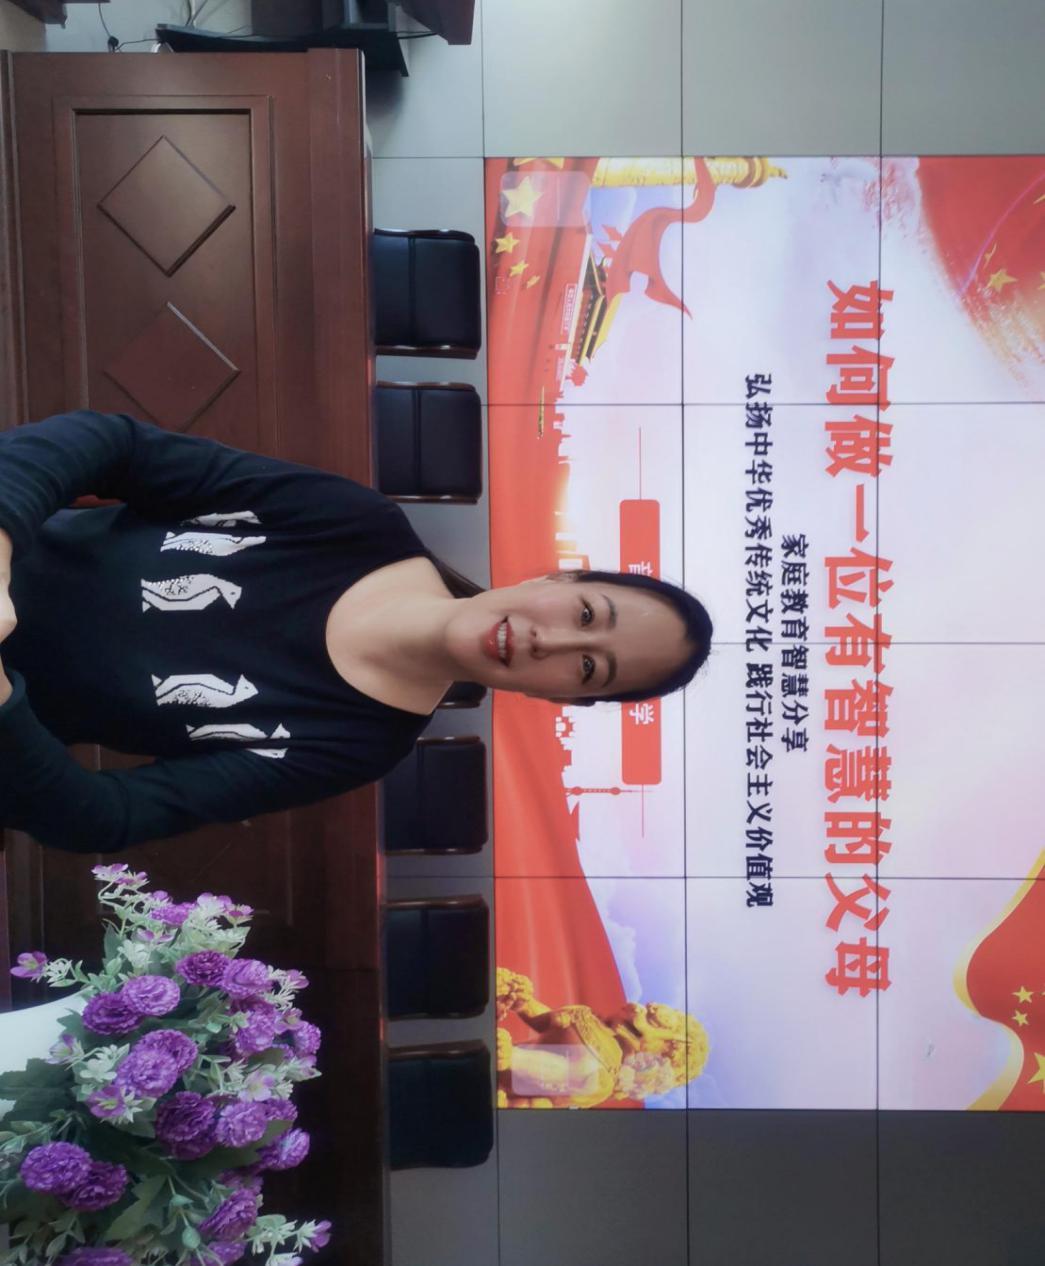 如何做一位有智慧的父母
家庭教育智慧分享
弘扬中华优秀传统文化 践行社会主义价值观
学